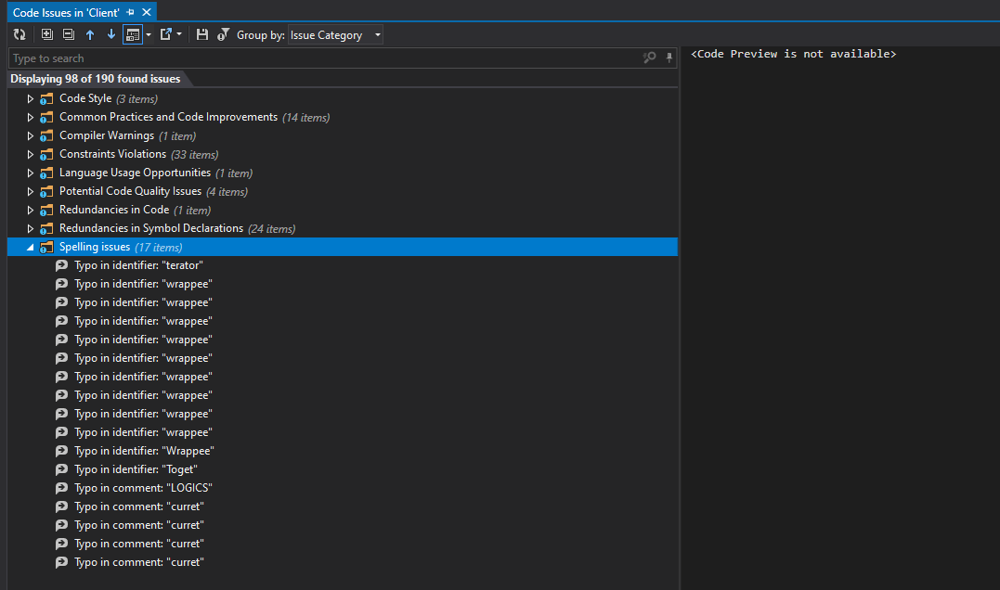 Code Issues in 'Client'
Group by: Issue Category
Type to search
Displaying 98 of 190 found issues
Code Style (3 items)
Common Practices and Code Improvements (14 items)
Compiler Warnings (1 item)
Constraints Violations (33 items)
Language Usage Opportunities (1 item)
Potential Code Quality Issues (4 items)
Redundancies in Code (1 item)
Redundancies in Symbol Declarations (24 items)
Spelling issues (17 items)
Typo in identifier: "terator"
Typo in identifier: "wrappee"
Typo in identifier: "wrappee"
Typo in identifier: "wrappee"
Typo in identifier: "wrappee"
Typo in identifier: "wrappee"
Typo in identifier: "wrappee"
Typo in identifier: "wrappee"
Typo in identifier: "wrappee"
Typo in identifier: "wrappee"
Typo in identifier: "Wrappee"
Typo in identifier: "Toget"
Typo in comment: "LOGICS"
Typo in comment: "curret"
Typo in comment: "curret"
Typo in comment: "curret"
Typo in comment: "curret"
<Code Preview is not available>